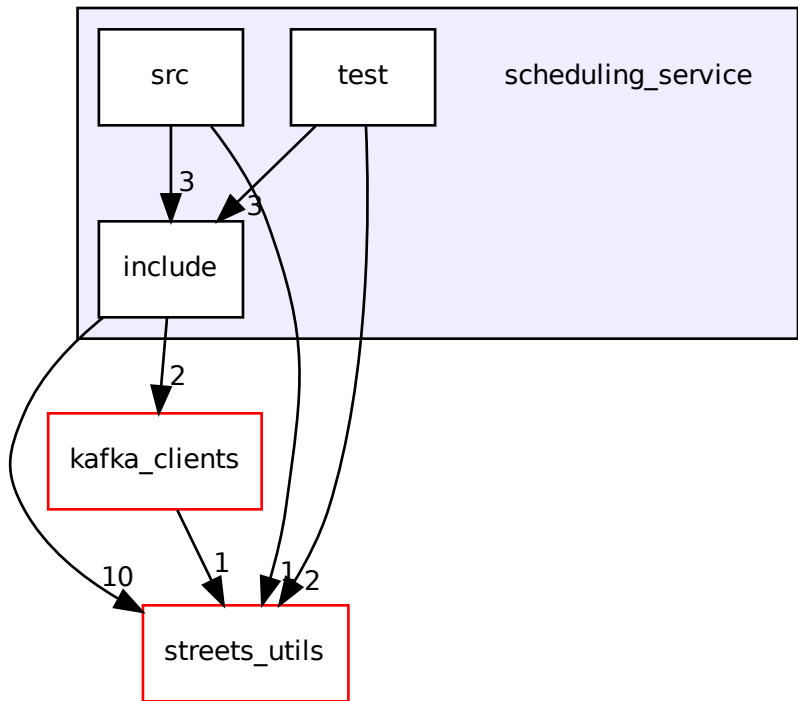 src
test
scheduling_service
3
3
include
2
kafka_clients
1
10
1
2
streets_utils